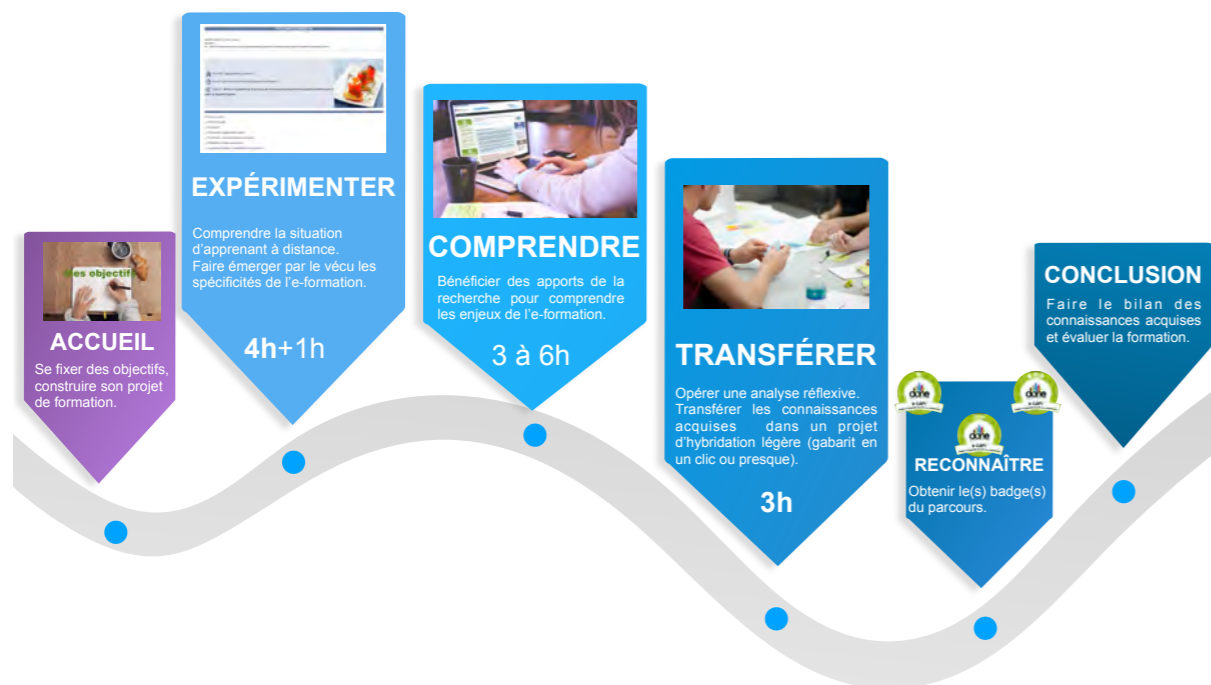 ACCUEIL
Se fixer des objectifs,
construire son projet
de formation.
EXPÉRIMENTER
Comprendre la situation
d'apprenant à distance.
Faire émerger par le vécu les
spécificités de l'e-formation.
4h+1h
COMPRENDRE
Bénéficier des apports de la
recherche pour comprendre
les enjeux de l'e-formation.
3 à 6h
TRANSFÉRER
Opérer une analyse réflexive.
Transférer les connaissances
acquises dans un projet
d'hybridation légère (gabarit en
un clic ou presque).
3h
dane
dane
dane
RECONNAÎTRE
Obtenir le(s) badge(s)
du parcours.
CONCLUSION
Faire le bilan des
connaissances acquises
et évaluer la formation.